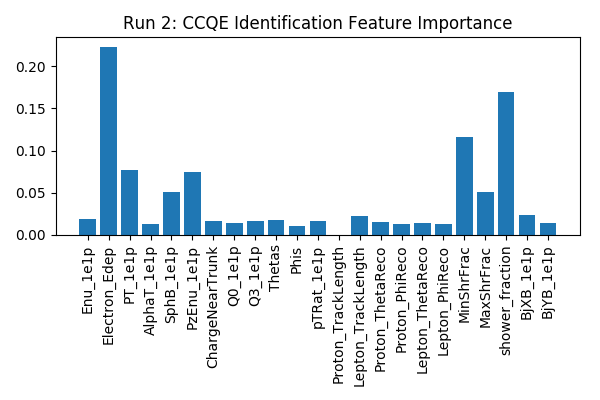 Run 2: CCQE Identification Feature Importance
0.20
0.15
0.10
0.05
0.00
Enu_1e1p
Electron_Edep
PT_1e1p
AlphaT_1e1p
SphB_1e1p
PzEnu_1e1p
ChargeNearTrunk
Q0_1e1p
Q3_1e1p
Thetas
Phis
pTRat_1e1p
Proton_TrackLength
Lepton_TrackLength
Proton_ThetaReco
Proton_PhiReco
Lepton_ThetaReco
Lepton_PhiReco
MinShrFrac
MaxShrFrac
shower_fraction
BjXB_1e1p
BjYB_1e1p